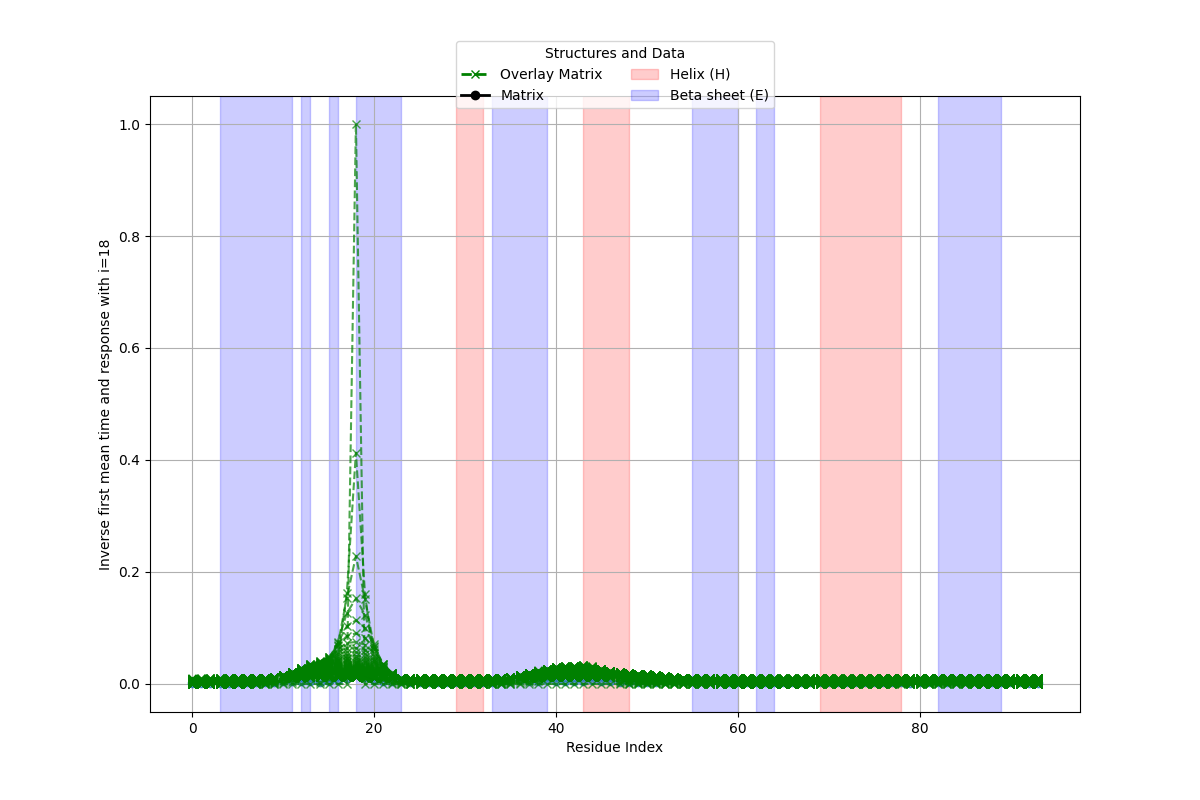 Structures and Data
Overlay Matrix
Helix (H)
Matrix
Beta sheet (E)
1.0
0.8
0.6
0.4
0.2
0.0
Inverse first mean time and response with i=18
0 20 40 60 80
Residue Index